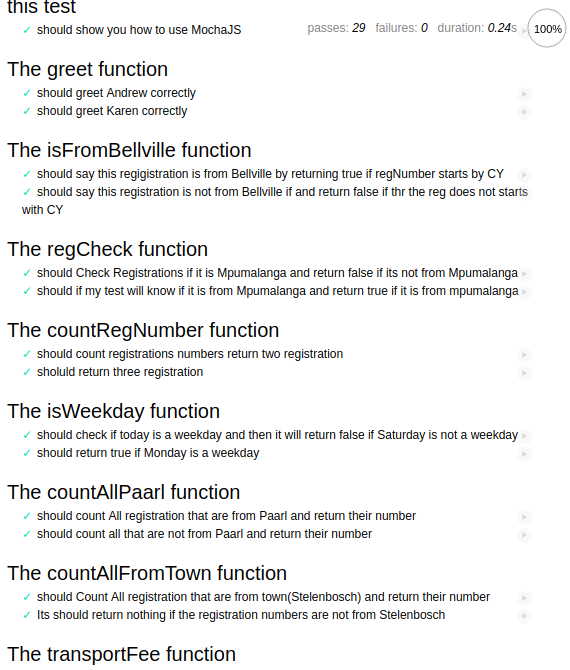 this test
✓ should show you how to use MochaJS
passes: 29 failures: 0 duration: 0.24s 100%
The greet function
✓ should greet Andrew correctly
✓ should greet Karen correctly
The isFromBellville function
✓ should say this regigistration is from Bellville by returning true if regNumber starts by CY
✓ should say this registration is not from Bellville if and return false if thr the reg does not starts
with CY
The regCheck function
✓ should Check Registrations if it is Mpumalanga and return false if its not from Mpumalanga
✓ should if my test will know if it is from Mpumalanga and return true if it is from mpumalanga
The countRegNumber function
✓ should count registrations numbers return two registration
✓ sholuld return three registration
The isWeekday function
✓ should check if today is a weekday and then it will return false if Saturday is not a weekday
✓ should return true if Monday is a weekday
The countAllPaarl function
✓ should count All registration that are from Paarl and return their number
✓ should count all that are not from Paarl and return their number
The countAllFromTown function
✓ should Count All registration that are from town(Stelenbosch) and return their number
✓ Its should return nothing if the registration numbers are not from Stelenbosch
The transportFee function